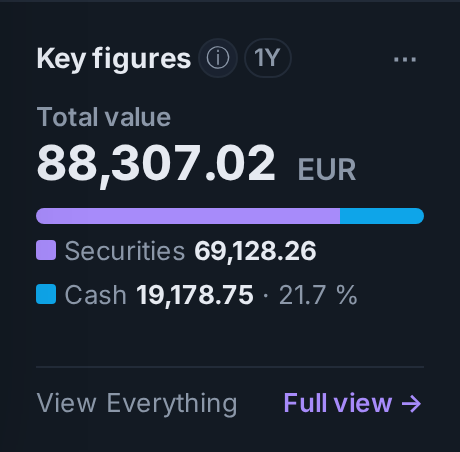 Key figures ⓘ 1Y ...
Total value
88,307.02 EUR
Securities 69,128.26
Cash 19,178.75 · 21.7 %
View Everything Full view →